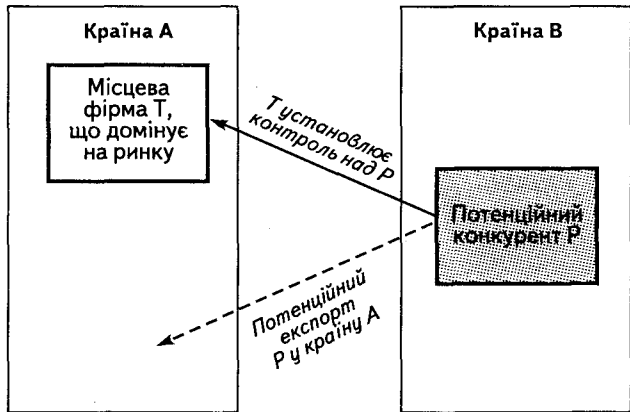 Країна А
Країна В
Місцева
фірма Т,
що домінує
на ринку
Т установлює
контроль над Р
Потенційний
конкурент Р
Потенційний
експорт
Р у країну А